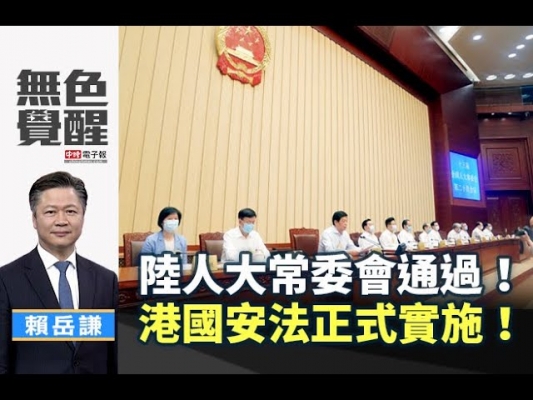 無色
覺醒
中時電子報
賴岳謙
陸人大常委會通過！
港國安法正式實施！